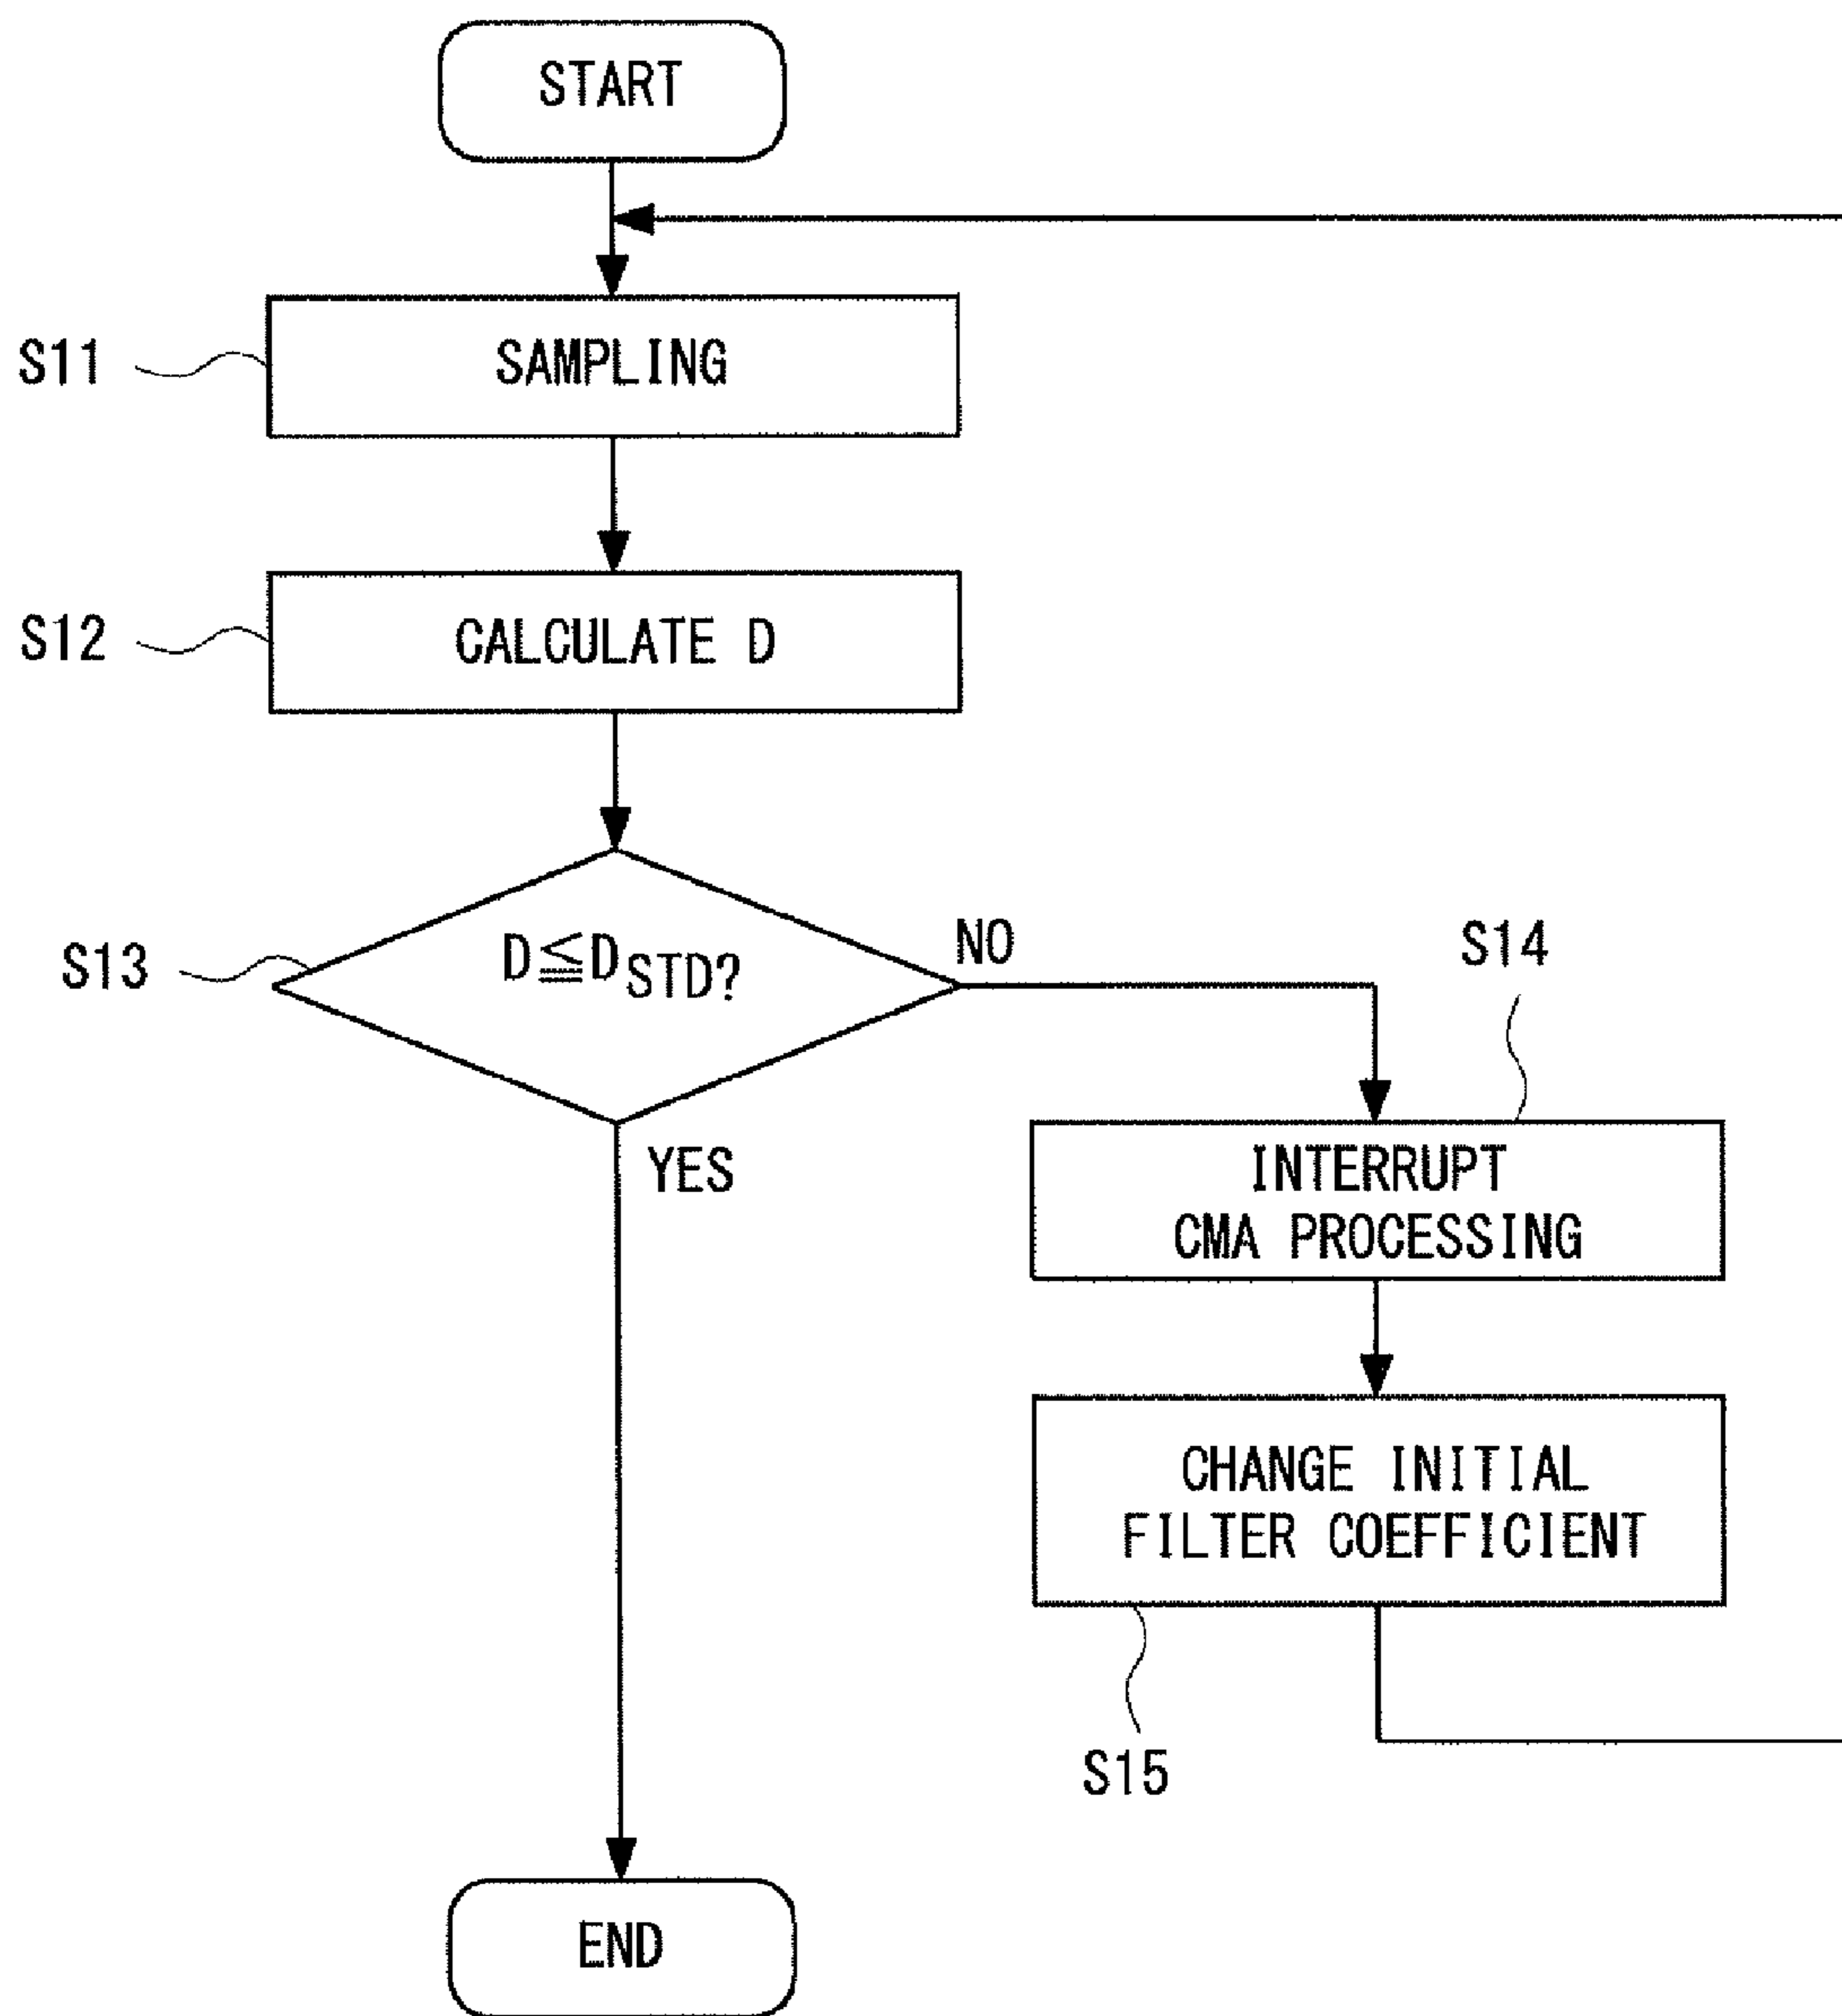 START
S11
SAMPLING
S12
CALCULATE D
S13
D≦DSTD?
NO
YES
S14
INTERRUPT
CMA PROCESSING
CHANGE INITIAL
FILTER COEFFICIENT
S15
END